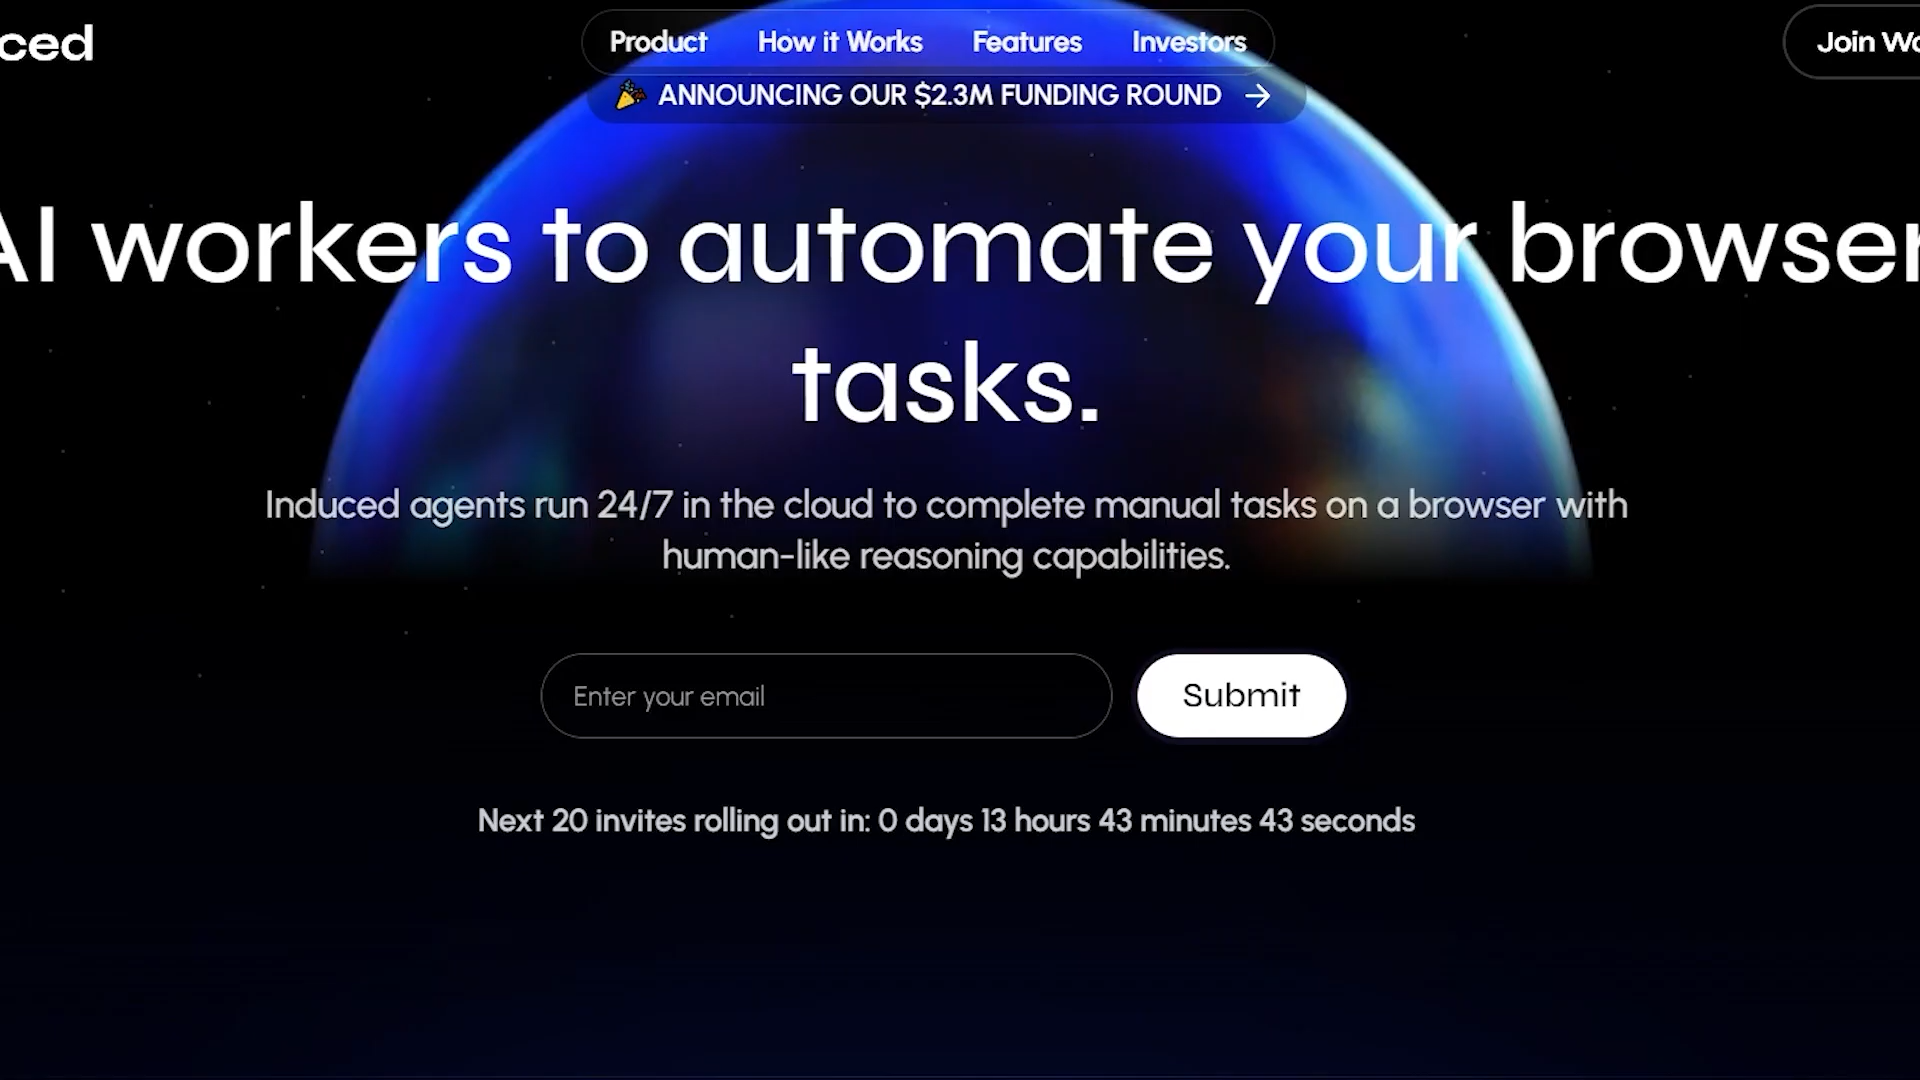 ced
Product How it Works Features Investors
Join Wa
ANNOUNCING OUR $2.3M FUNDING ROUND →
AI workers to automate your browser
tasks.
Induced agents run 24/7 in the cloud to complete manual tasks on a browser with
human-like reasoning capabilities.
Enter your email
Submit
Next 20 invites rolling out in: 0 days 13 hours 43 minutes 43 seconds